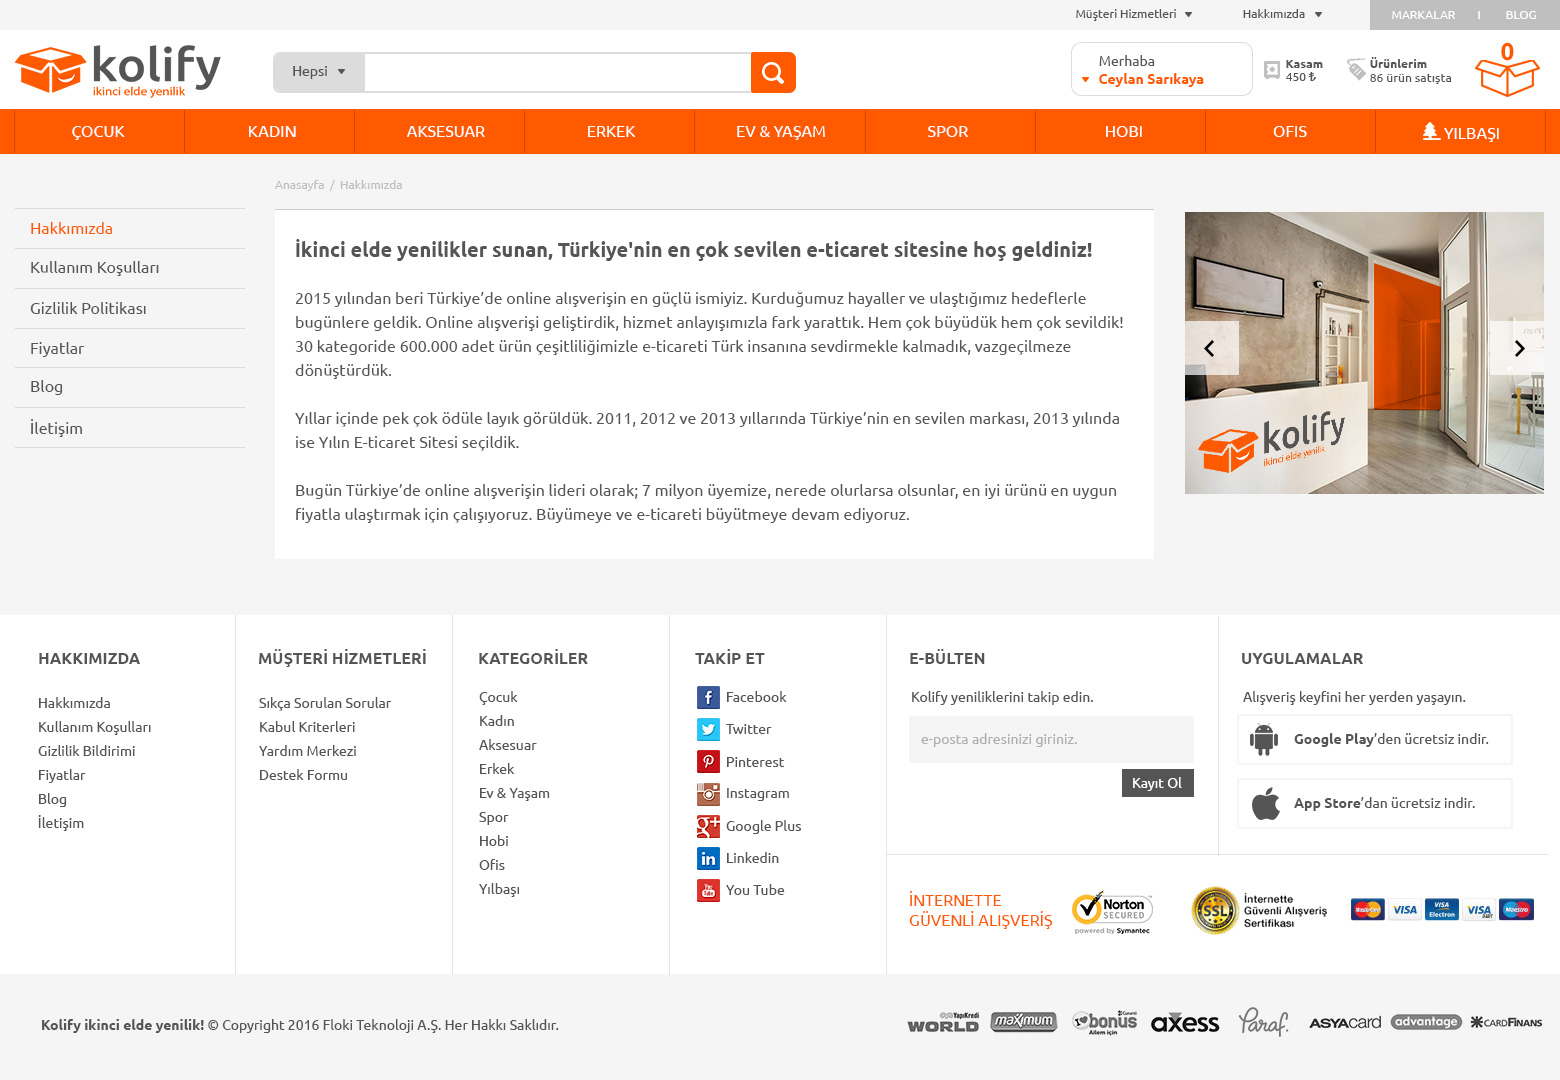 Müşteri Hizmetleri
Hakkımızda
MARKALAR | BLOG
kolify
ikinci elde yenilik
Hepsi
Merhaba
Ceylan Sarıkaya
Kasam
450 ₺
Ürünlerim
86 ürün satışta
0
ÇOCUK
KADIN
AKSESUAR
ERKEK
EV & YAŞAM
SPOR
HOBI
OFIS
YILBAŞI
Anasayfa / Hakkımızda
Hakkımızda
Kullanım Koşulları
Gizlilik Politikası
Fiyatlar
Blog
İletişim
İkinci elde yenilikler sunan, Türkiye'nin en çok sevilen e-ticaret sitesine hoş geldiniz!
2015 yılından beri Türkiye’de online alışverişin en güçlü ismiyiz. Kurduğumuz hayaller ve ulaştığımız hedeflerle
bugünlere geldik. Online alışverişi geliştirdik, hizmet anlayışımızla fark yarattık. Hem çok büyüdük hem çok sevildik!
30 kategoride 600.000 adet ürün çeşitliliğimizle e-ticareti Türk insanına sevdirmekle kalmadık, vazgeçilmeze
dönüştürdük.
Yıllar içinde pek çok ödüle layık görüldük. 2011, 2012 ve 2013 yıllarında Türkiye’nin en sevilen markası, 2013 yılında
ise Yılın E-ticaret Sitesi seçildik.
Bugün Türkiye’de online alışverişin lideri olarak; 7 milyon üyemize, nerede olurlarsa olsunlar, en iyi ürünü en uygun
fiyatla ulaştırmak için çalışıyoruz. Büyümeye ve e-ticareti büyütmeye devam ediyoruz.
kolify
ikinci elde yenilik
HAKKIMIZDA
Hakkımızda
Kullanım Koşulları
Gizlilik Bildirimi
Fiyatlar
Blog
İletişim
MÜŞTERİ HİZMETLERİ
Sıkça Sorulan Sorular
Kabul Kriterleri
Yardım Merkezi
Destek Formu
KATEGORİLER
Çocuk
Kadın
Aksesuar
Erkek
Ev & Yaşam
Spor
Hobi
Ofis
Yılbaşı
TAKİP ET
Facebook
Twitter
Pinterest
Instagram
Google Plus
Linkedin
You Tube
E-BÜLTEN
Kolify yeniliklerini takip edin.
e-posta adresinizi giriniz.
Kayıt Ol
UYGULAMALAR
Alışveriş keyfini her yerden yaşayın.
Google Play’den ücretsiz indir.
App Store’dan ücretsiz indir.
İNTERNETTE
GÜVENLİ ALIŞVERİŞ
Norton
SECURED
powered by Symantec
SSL
İnternette
Güvenli Alışveriş
Sertifikası
MasterCard
VISA
VISA
Electron
VISA
DEBIT
Maestro
Kolify ikinci elde yenilik! © Copyright 2016 Floki Teknoloji A.Ş. Her Hakkı Saklıdır.
YapıKredi
WORLD
maximum
Garanti
bonus
Ailem için
axess
Paraf
ASYACARD
advantage
CARDFINANS